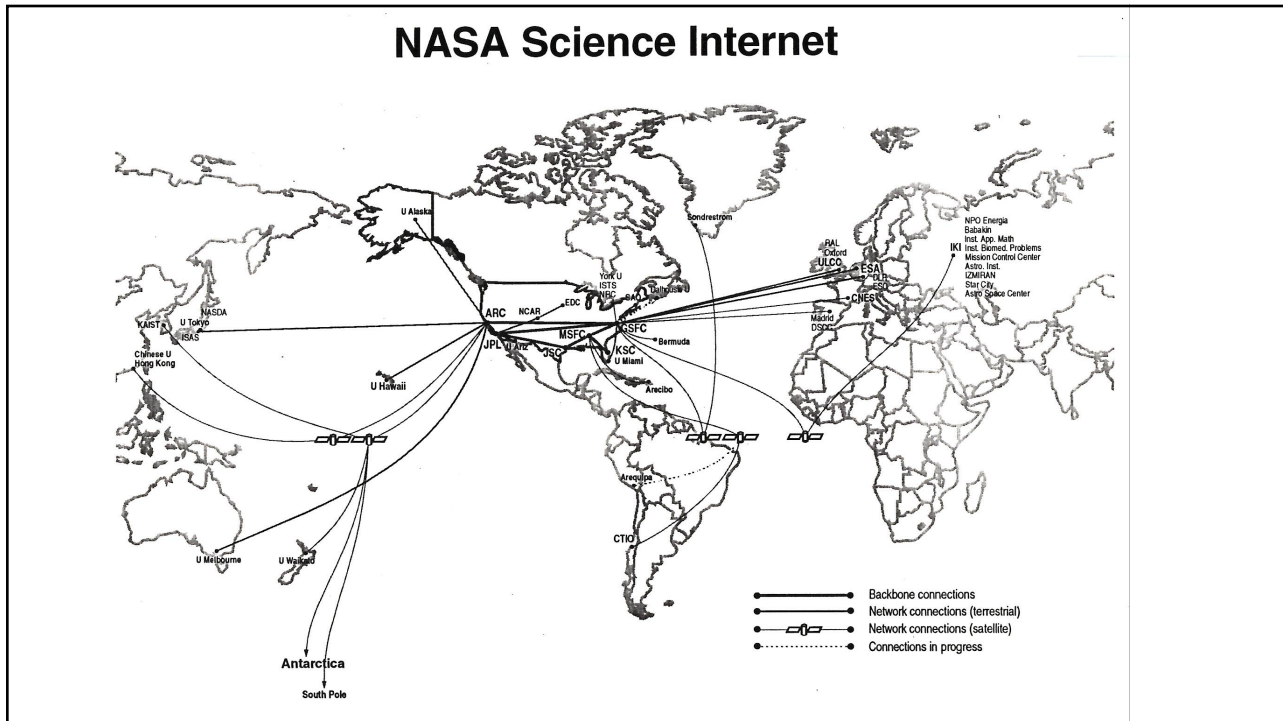 NASA Science Internet
U Alaska
Sondrestrom
NPO Energia
Babakin
Inst. App. Math
IKI Inst. Biomed. Problems
Mission Control Center
Astro. Inst.
IZMIRAN
Star City
Astro Space Center
RAL
Oxford
ULCO
ESA
DLR
ESO
CNES
Madrid
DSCC
York U
ISTS
NRC
SAO
Dalhousie U
EDC
NCAR
ARC
MSFC
GSFC
Bermuda
JPL
U Ariz
JSC
KSC
U Miami
Arecibo
NASDA
U Tokyo
KAIST
ISAS
Chinese U
Hong Kong
U Hawaii
Arequipa
CTIO
U Melbourne
U Waikato
Antarctica
South Pole
Backbone connections
Network connections (terrestrial)
Network connections (satellite)
Connections in progress